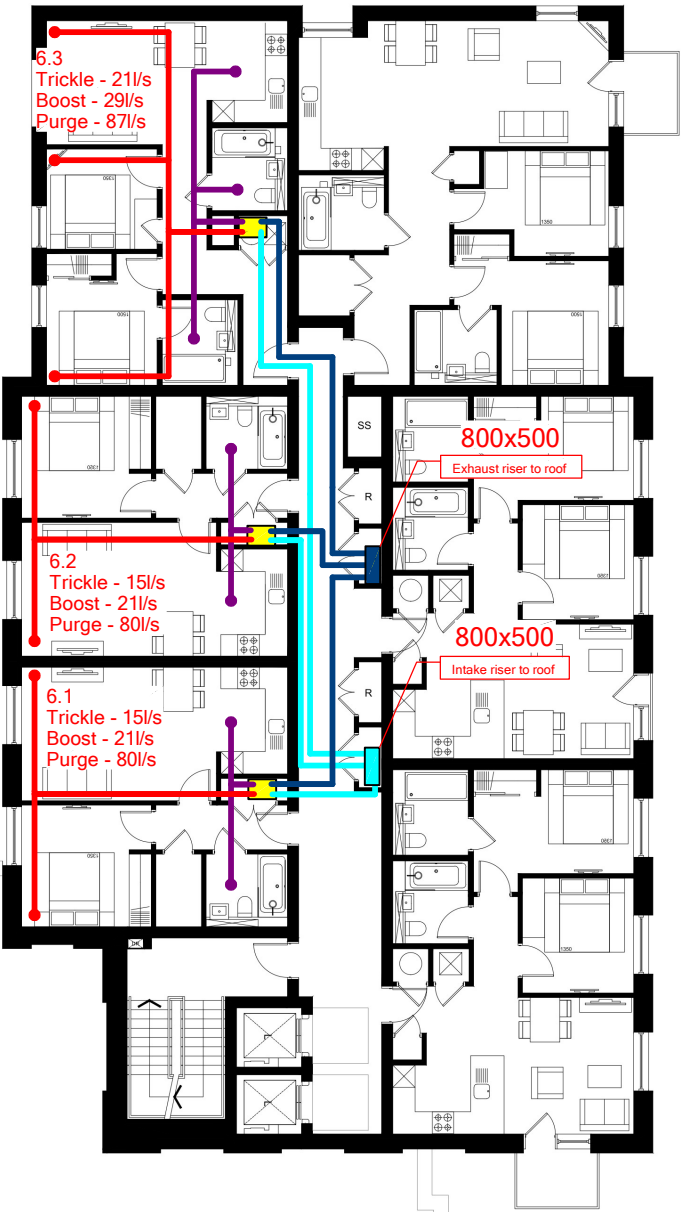 6.3
Trickle - 21l/s
Boost - 29l/s
Purge - 87l/s
1350
1350
1500
1500
SS
800x500
Exhaust riser to roof
R
6.2
Trickle - 15l/s
Boost - 21l/s
Purge - 80l/s
800x500
Intake riser to roof
R
6.1
Trickle - 15l/s
Boost - 21l/s
Purge - 80l/s
1350
1350